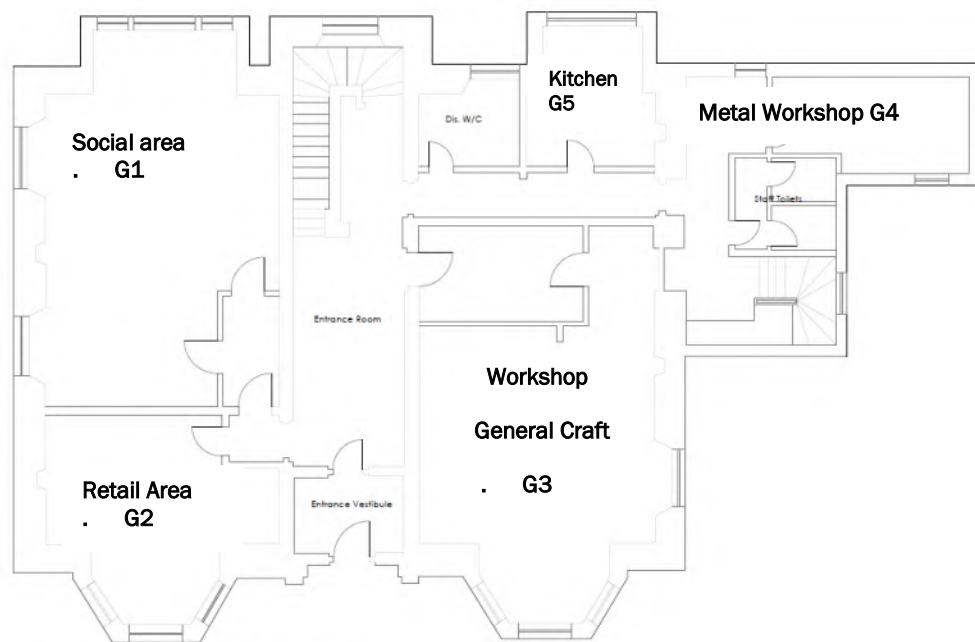 Kitchen
G5
Metal Workshop G4
Dis. W/C
Social area
. G1
Staff Toilets
Entrance Room
Workshop
General Craft
. G3
Retail Area
. G2
Entrance Vestibule